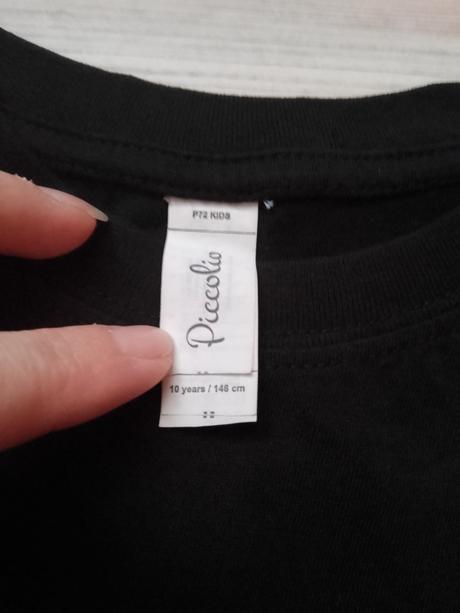 P72 KIDS
Piccolio
10 years / 146 cm